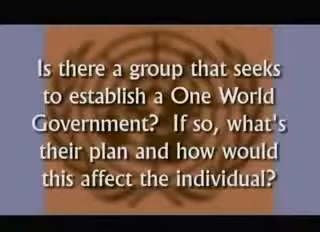 Is there a group that seeks
to establish a One World
Government?  If so, what's
their plan and how would
this affect the individual?